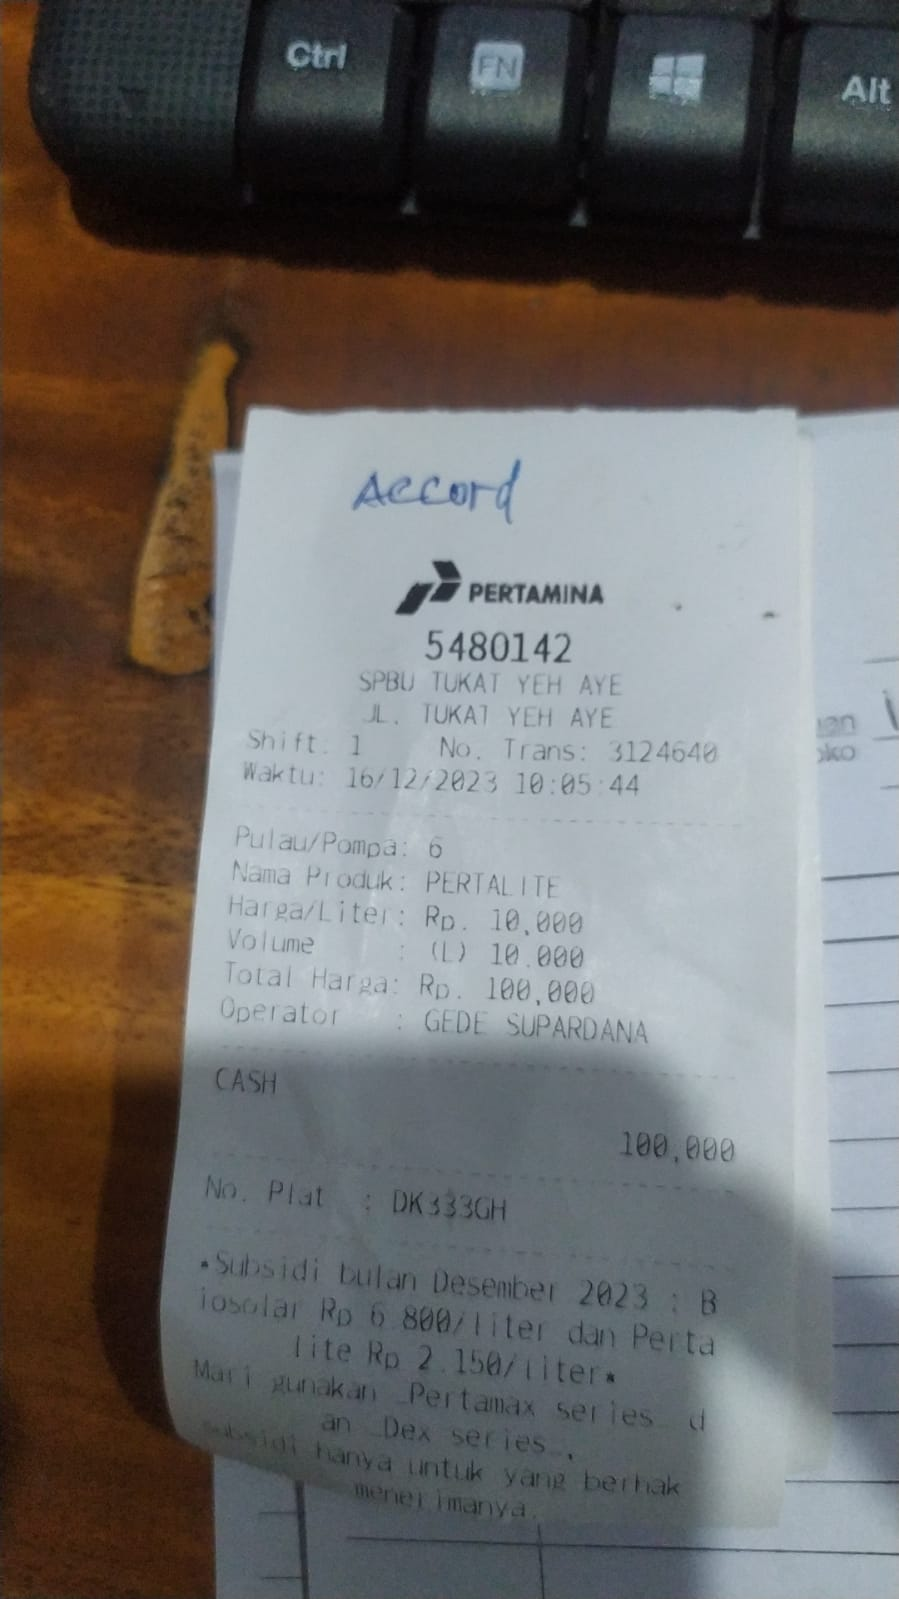 Ctrl
FN
Alt
Accord
PERTAMINA
5480142
SPBU TUKAT YEH AYE
JL. TUKAT YEH AYE
Shift: 1 No. Trans: 3124640
Waktu: 16/12/2023 10:05:44
Pulau/Pompa: 6
Nama Produk: PERTALITE
Harga/Liter: Rp. 10,000
Volume : (L) 10.000
Total Harga: Rp. 100,000
Operator : GEDE SUPARDANA
CASH
100,000
No. Plat : DK333GH
*Subsidi bulan Desember 2023 : B
iosolar Rp 6.800/liter dan Perta
lite Rp 2.150/liter*
Mari gunakan Pertamax series d
an Dex series.,
Subsidi hanya untuk yang berhak
menerimanya.